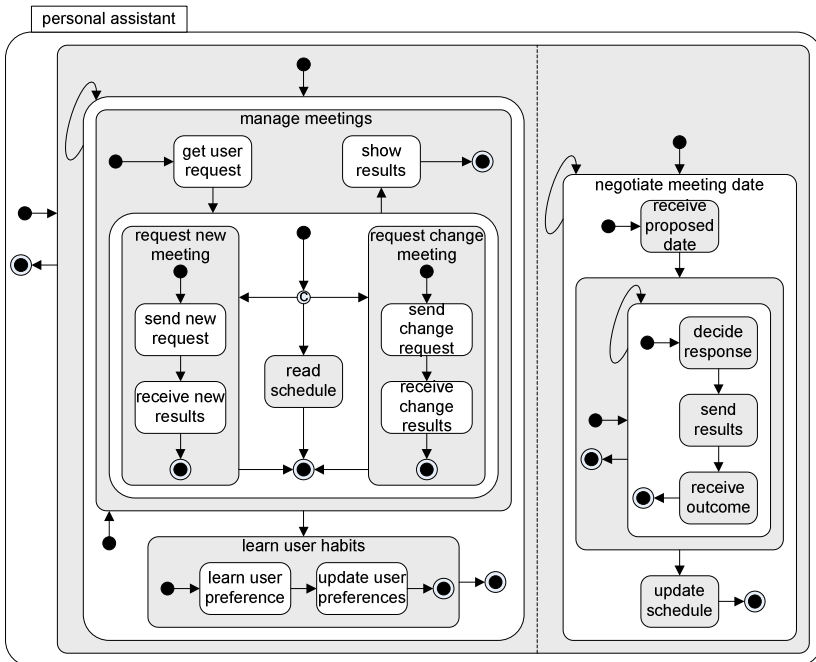 personal assistant
manage meetings
get user
request
show
results
request new
meeting
request change
meeting
C
send new
request
send
change
request
read
schedule
receive new
results
receive
change
results
learn user habits
learn user
preference
update user
preferences
negotiate meeting date
receive
proposed
date
decide
response
send
results
receive
outcome
update
schedule